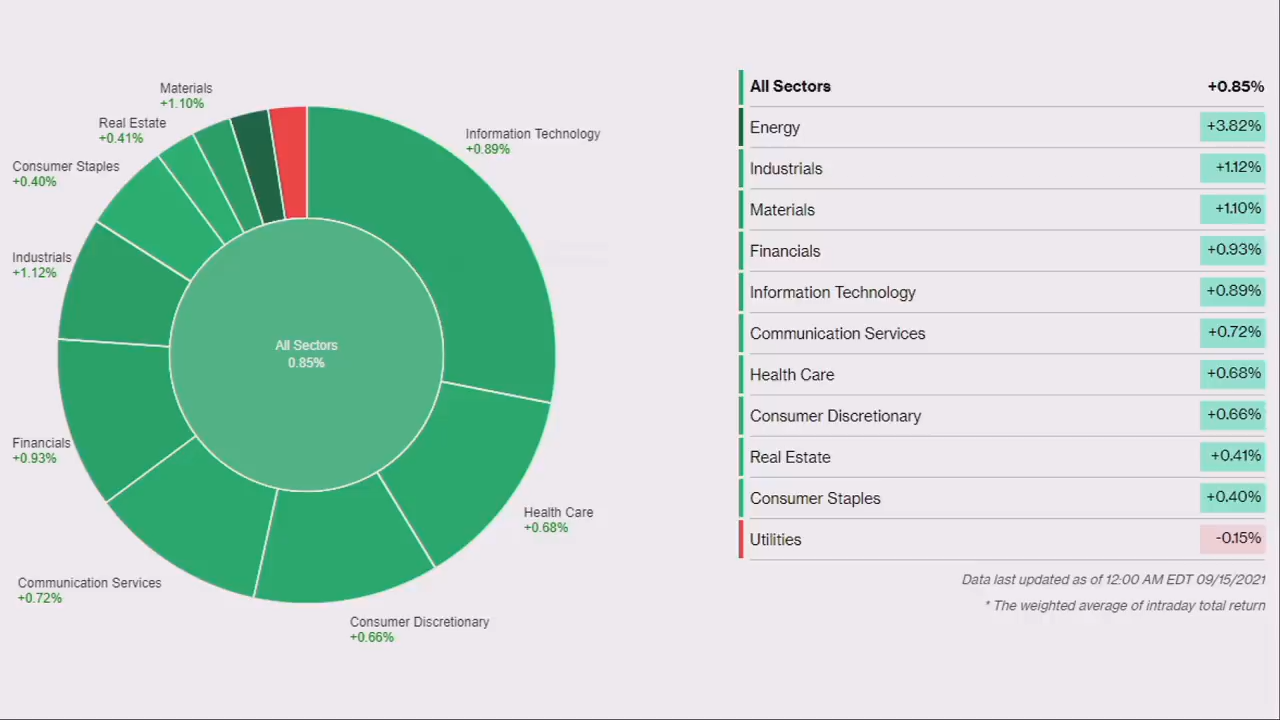 Materials
+1.10%
Real Estate
+0.41%
Consumer Staples
+0.40%
Industrials
+1.12%
Financials
+0.93%
Communication Services
+0.72%
Consumer Discretionary
+0.66%
Health Care
+0.68%
Information Technology
+0.89%
All Sectors
0.85%
All Sectors +0.85%
Energy +3.82%
Industrials +1.12%
Materials +1.10%
Financials +0.93%
Information Technology +0.89%
Communication Services +0.72%
Health Care +0.68%
Consumer Discretionary +0.66%
Real Estate +0.41%
Consumer Staples +0.40%
Utilities -0.15%
Data last updated as of 12:00 AM EDT 09/15/2021
* The weighted average of intraday total return